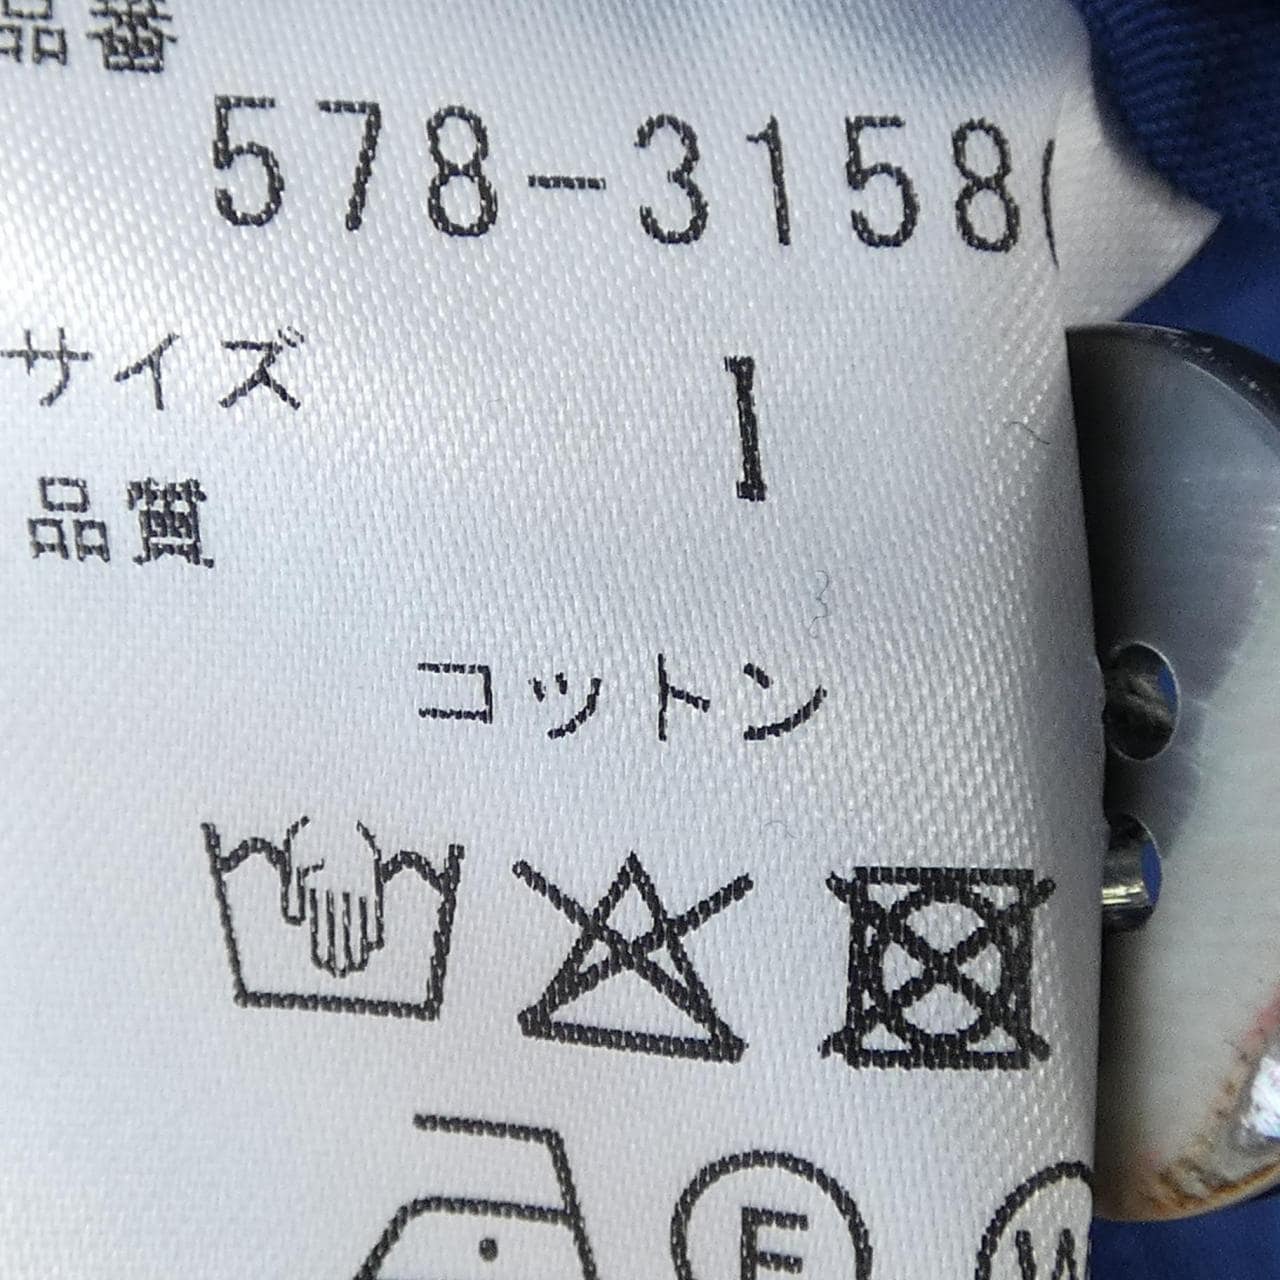 品番
578-3158(
サイズ 1
品質
コットン
F W